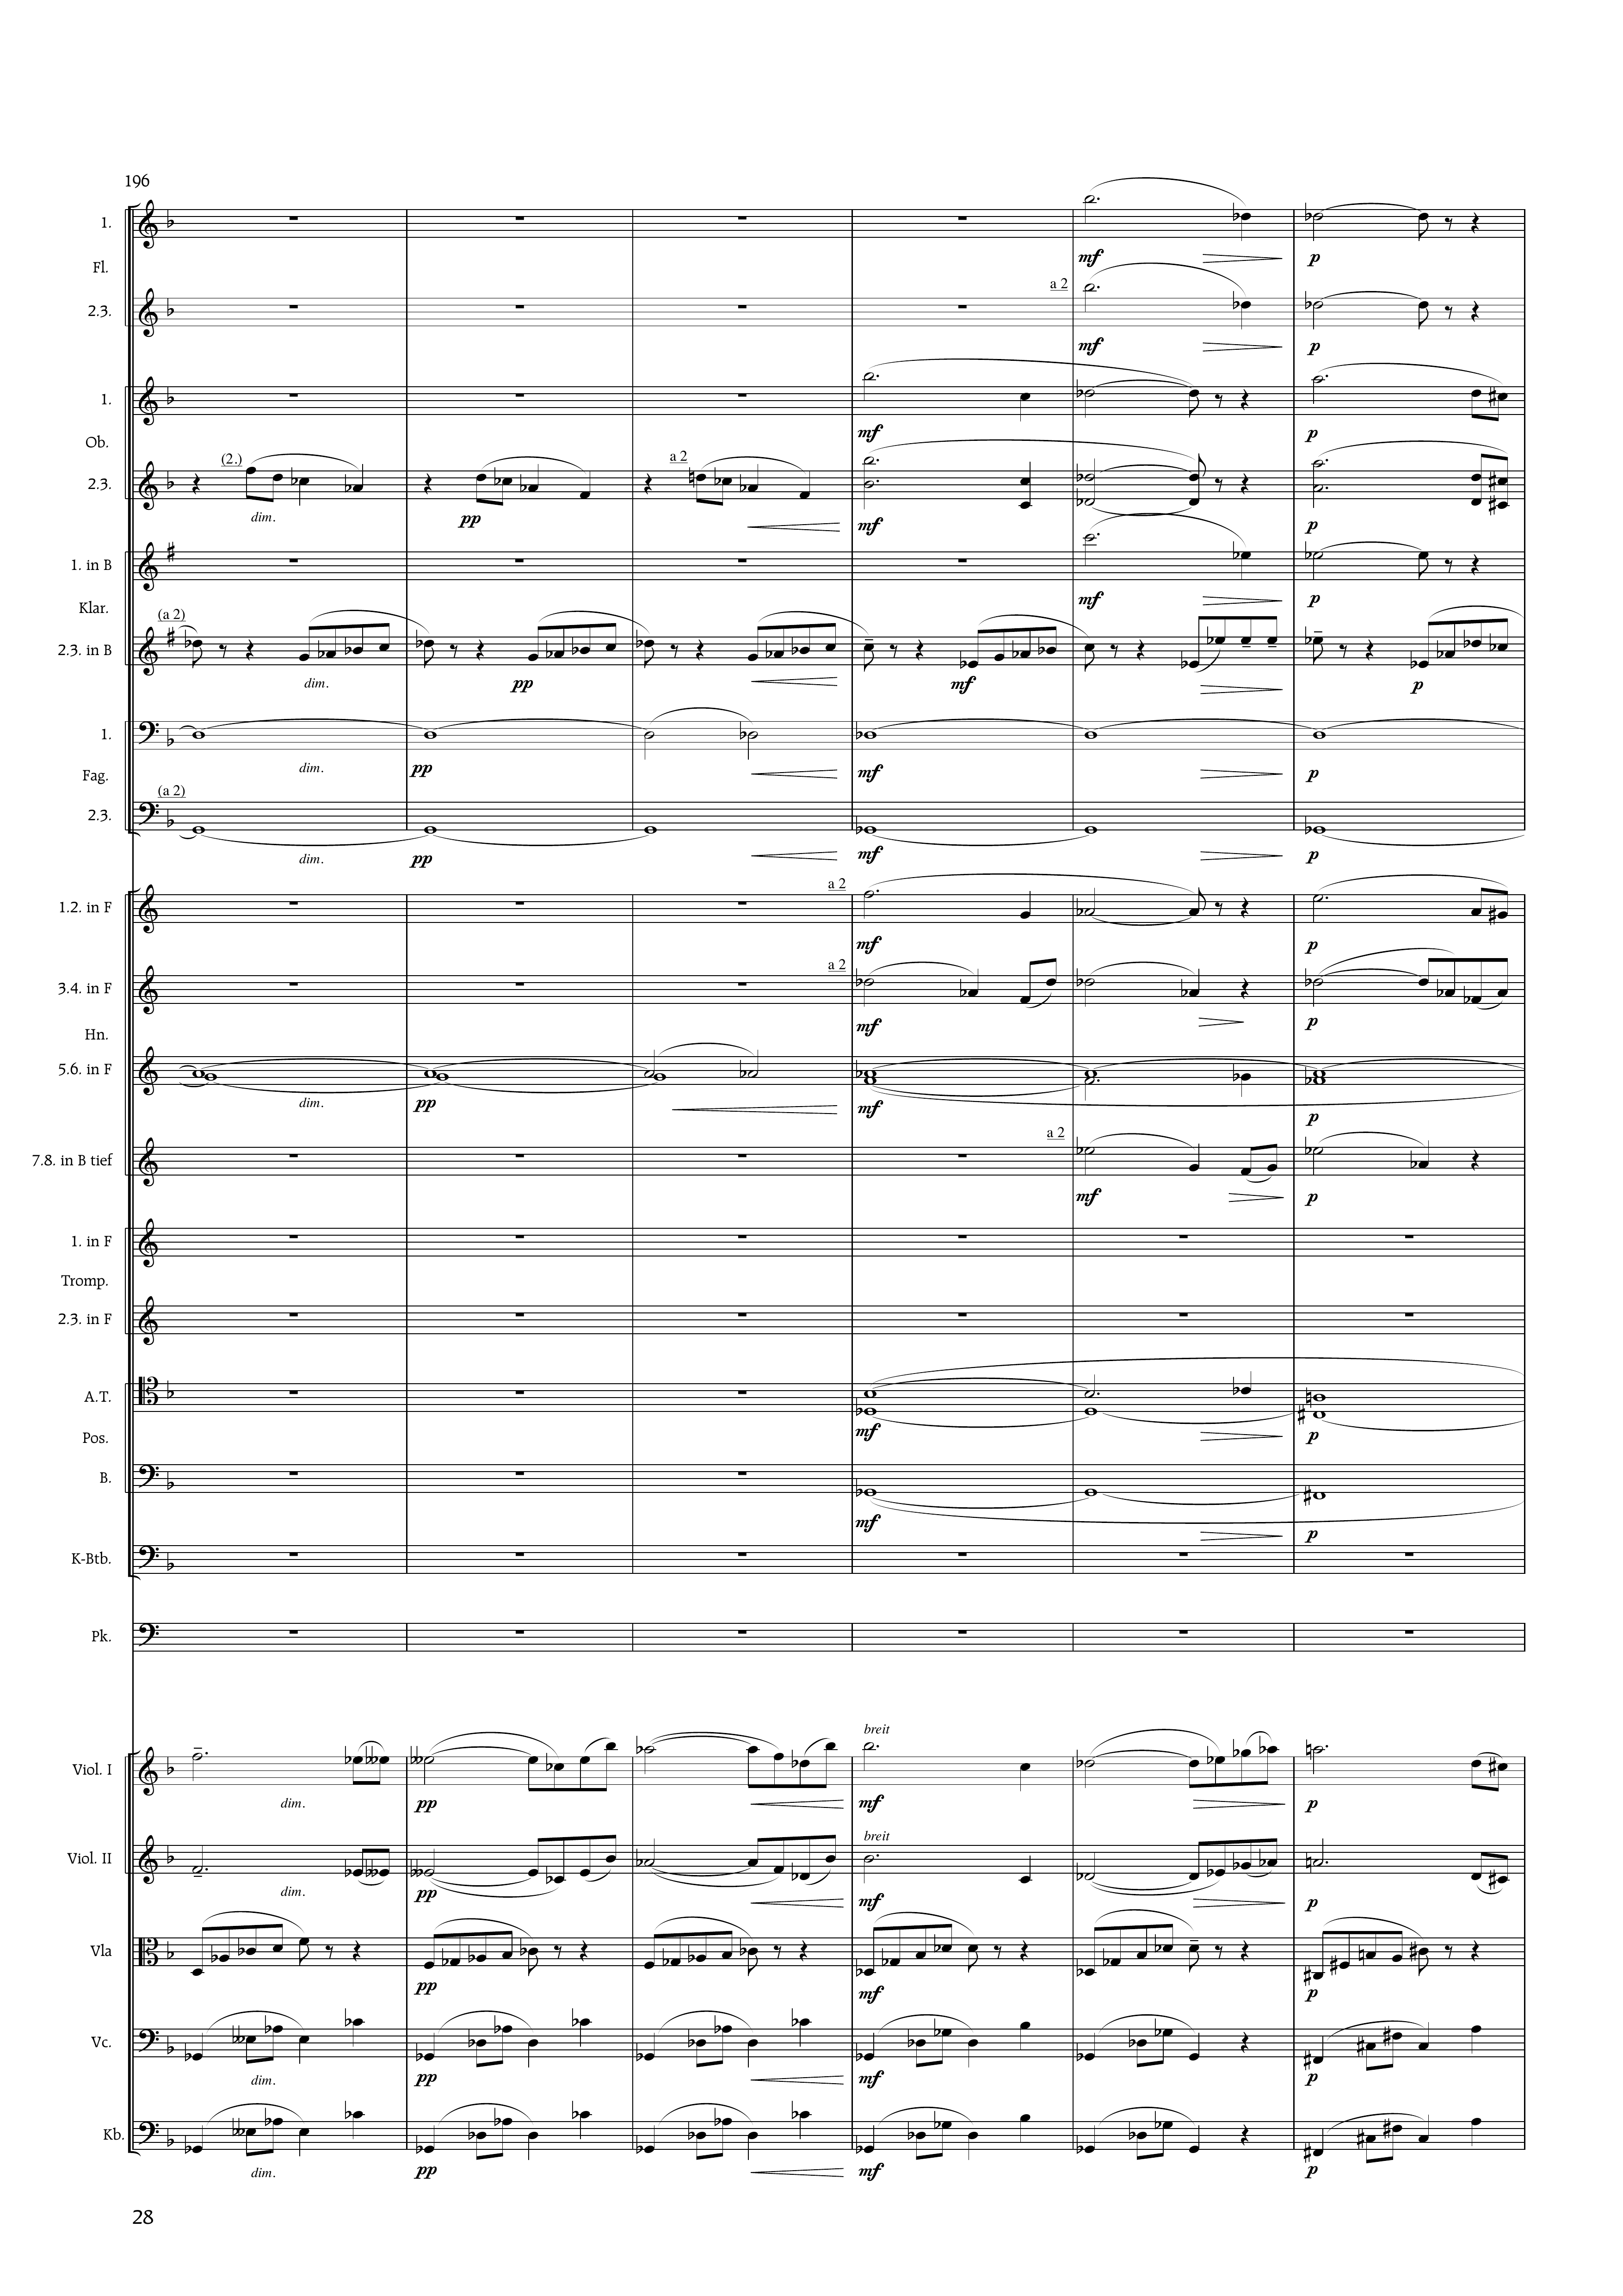 196
1.
Fl.
a 2
2.3.
mf p
mf p
1.
mf p
Ob.
(2.) a 2
2.3.
dim. pp mf p
1. in B
mf p
Klar.
(a 2)
2.3. in B
dim. pp mf p
1.
dim. pp mf p
Fag.
(a 2)
2.3.
dim. pp mf p
a 2
1.2. in F
mf p
a 2
3.4. in F
mf p
Hn.
5.6. in F
dim. pp mf p
a 2
7.8. in B tief
mf p
1. in F
Tromp.
2.3. in F
A.T.
mf p
Pos.
B.
mf p
K-Btb.
Pk.
breit
Viol. I
dim. pp mf p
breit
Viol. II
dim. pp mf p
Vla
pp mf p
Vc.
dim. pp mf p
Kb.
dim. pp mf p
28